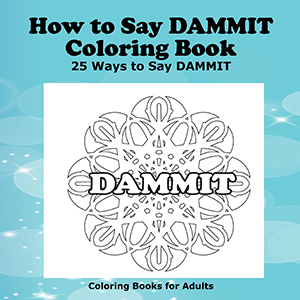 How to Say DAMMIT
Coloring Book
25 Ways to Say DAMMIT
DAMMIT
Coloring Books for Adults